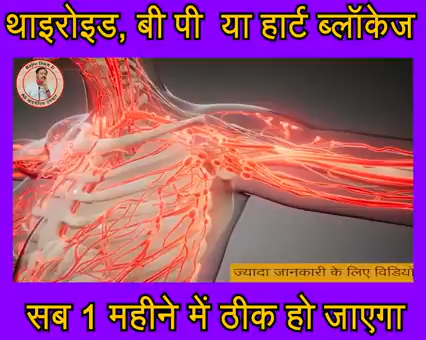 थाइरोइड, बी पी या हार्ट ब्लॉकेज
ज्यादा जानकारी के लिए विडियो
सब 1 महीने में ठीक हो जाएगा